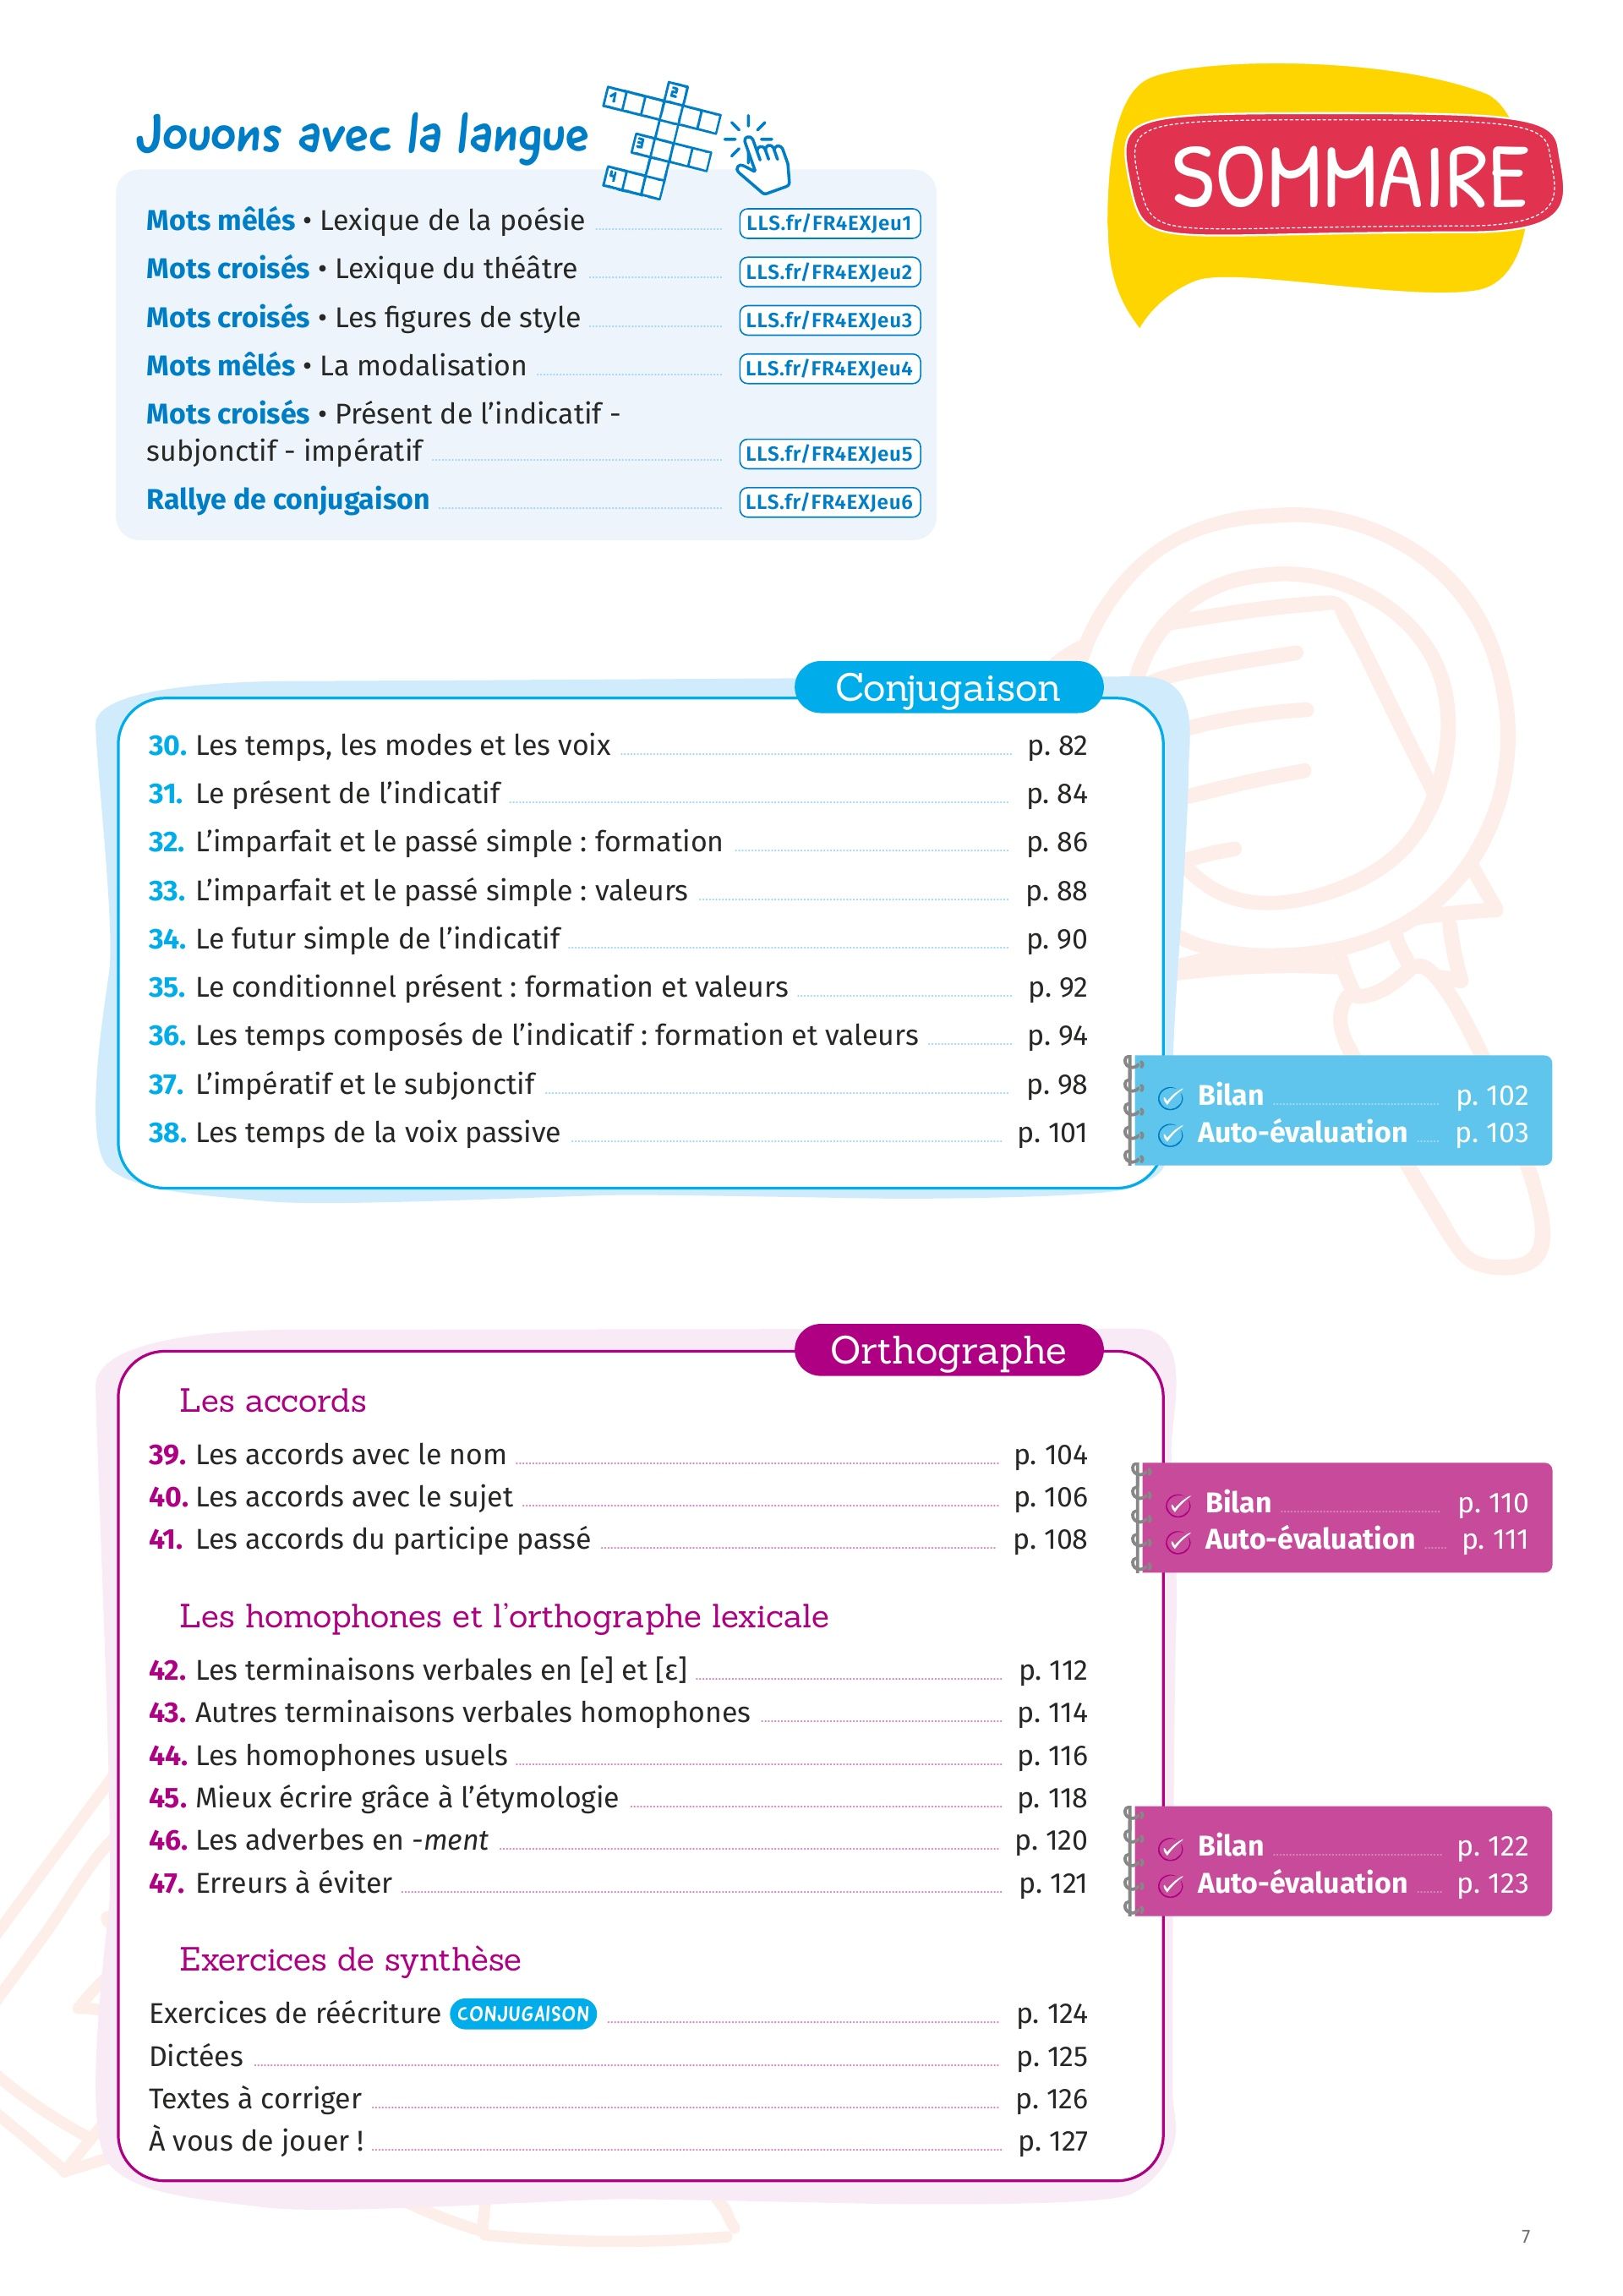 Jouons avec la langue
1 2 3 4
SOMMAIRE
Mots mêlés • Lexique de la poésie LLS.fr/FR4EXJeu1
Mots croisés • Lexique du théâtre LLS.fr/FR4EXJeu2
Mots croisés • Les figures de style LLS.fr/FR4EXJeu3
Mots mêlés • La modalisation LLS.fr/FR4EXJeu4
Mots croisés • Présent de l’indicatif -
subjonctif - impératif LLS.fr/FR4EXJeu5
Rallye de conjugaison LLS.fr/FR4EXJeu6
Conjugaison
30. Les temps, les modes et les voix p. 82
31. Le présent de l’indicatif p. 84
32. L’imparfait et le passé simple : formation p. 86
33. L’imparfait et le passé simple : valeurs p. 88
34. Le futur simple de l’indicatif p. 90
35. Le conditionnel présent : formation et valeurs p. 92
36. Les temps composés de l’indicatif : formation et valeurs p. 94
37. L’impératif et le subjonctif p. 98
38. Les temps de la voix passive p. 101
Bilan p. 102
Auto-évaluation p. 103
Orthographe
Les accords
39. Les accords avec le nom p. 104
40. Les accords avec le sujet p. 106
41. Les accords du participe passé p. 108
Bilan p. 110
Auto-évaluation p. 111
Les homophones et l’orthographe lexicale
42. Les terminaisons verbales en [e] et [ɛ] p. 112
43. Autres terminaisons verbales homophones p. 114
44. Les homophones usuels p. 116
45. Mieux écrire grâce à l’étymologie p. 118
46. Les adverbes en -ment p. 120
47. Erreurs à éviter p. 121
Bilan p. 122
Auto-évaluation p. 123
Exercices de synthèse
Exercices de réécriture CONJUGAISON p. 124
Dictées p. 125
Textes à corriger p. 126
À vous de jouer ! p. 127
7